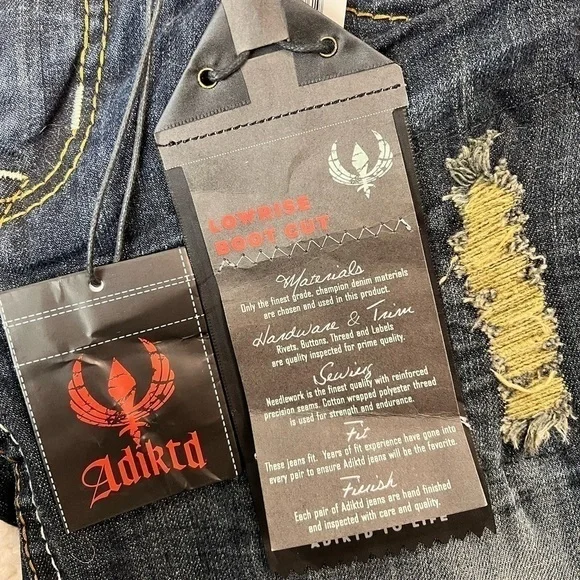 LOWRISE
BOOT CUT
Materials
Only the finest grade, champion denim materials
are chosen and used in this product.
Hardware & Trim
Rivets, Buttons, Thread and Labels
are quality inspected for prime quality.
Sewing
Needlework is the finest quality with reinforced
precision seams. Cotton wrapped polyester thread
is used for strength and endurance.
Fit
These jeans fit. Years of fit experience have gone into
every pair to ensure Adiktd jeans will be the favorite.
Finish
Each pair of Adiktd jeans are hand finished
and inspected with care and quality.
ADIKTD TO LIFE
Adiktd